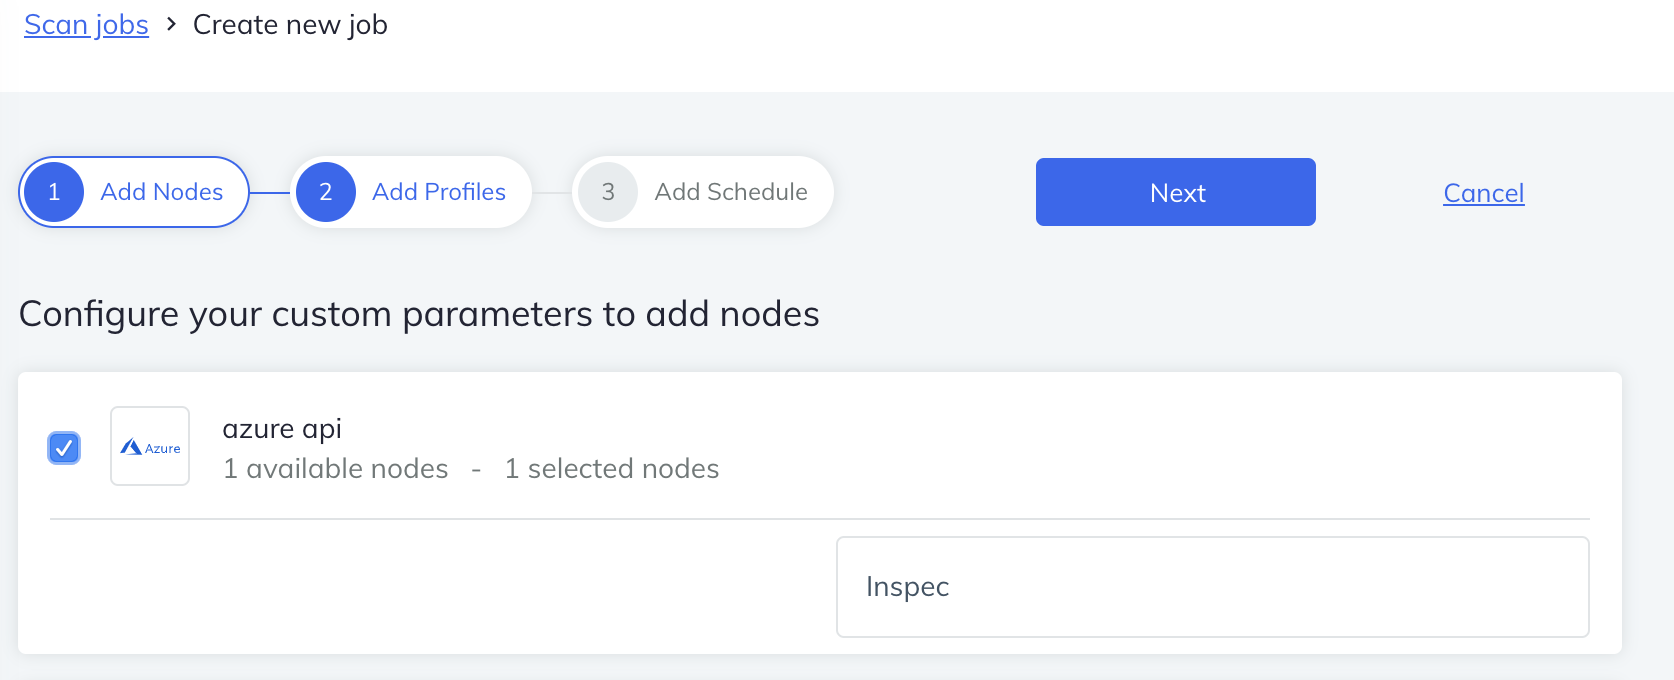 Scan jobs > Create new job
1 Add Nodes 2 Add Profiles 3 Add Schedule Next Cancel
Configure your custom parameters to add nodes
Azure
azure api
1 available nodes - 1 selected nodes
Inspec